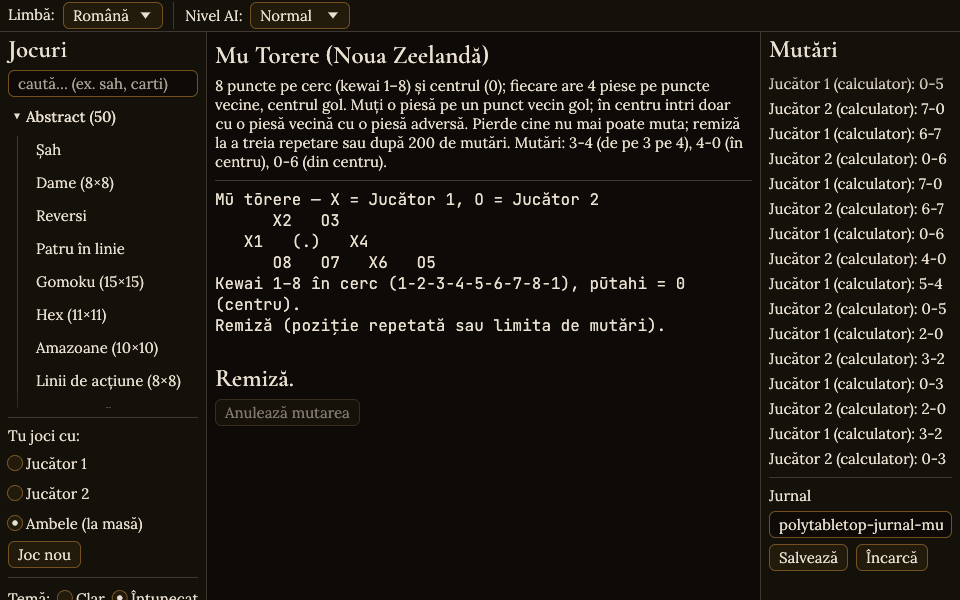 Limbă: Română ▼ Nivel AI: Normal ▼
Jocuri
caută... (ex. sah, carti)
▼ Abstract (50)
Șah
Dame (8×8)
Reversi
Patru în linie
Gomoku (15×15)
Hex (11×11)
Amazoane (10×10)
Linii de acțiune (8×8)
Tu joci cu:
Jucător 1
Jucător 2
Ambele (la masă)
Joc nou
Temă: Clar Întunecat
Mu Torere (Noua Zeelandă)
8 puncte pe cerc (kewai 1–8) și centrul (0); fiecare are 4 piese pe puncte
vecine, centrul gol. Muți o piesă pe un punct vecin gol; în centru intri doar
cu o piesă vecină cu o piesă adversă. Pierde cine nu mai poate muta; remiză
la a treia repetare sau după 200 de mutări. Mutări: 3-4 (de pe 3 pe 4), 4-0 (în
centru), 0-6 (din centru).
Mū tōrere — X = Jucător 1, O = Jucător 2
X2 O3
X1 (.) X4
O8 O7 X6 O5
Kewai 1–8 în cerc (1-2-3-4-5-6-7-8-1), pūtahi = 0
(centru).
Remiză (poziție repetată sau limita de mutări).
Remiză.
Anulează mutarea
Mutări
Jucător 1 (calculator): 0-5
Jucător 2 (calculator): 7-0
Jucător 1 (calculator): 6-7
Jucător 2 (calculator): 0-6
Jucător 1 (calculator): 7-0
Jucător 2 (calculator): 6-7
Jucător 1 (calculator): 0-6
Jucător 2 (calculator): 4-0
Jucător 1 (calculator): 5-4
Jucător 2 (calculator): 0-5
Jucător 1 (calculator): 2-0
Jucător 2 (calculator): 3-2
Jucător 1 (calculator): 0-3
Jucător 2 (calculator): 2-0
Jucător 1 (calculator): 3-2
Jucător 2 (calculator): 0-3
Jurnal
polytabletop-jurnal-mu
Salvează Încarcă